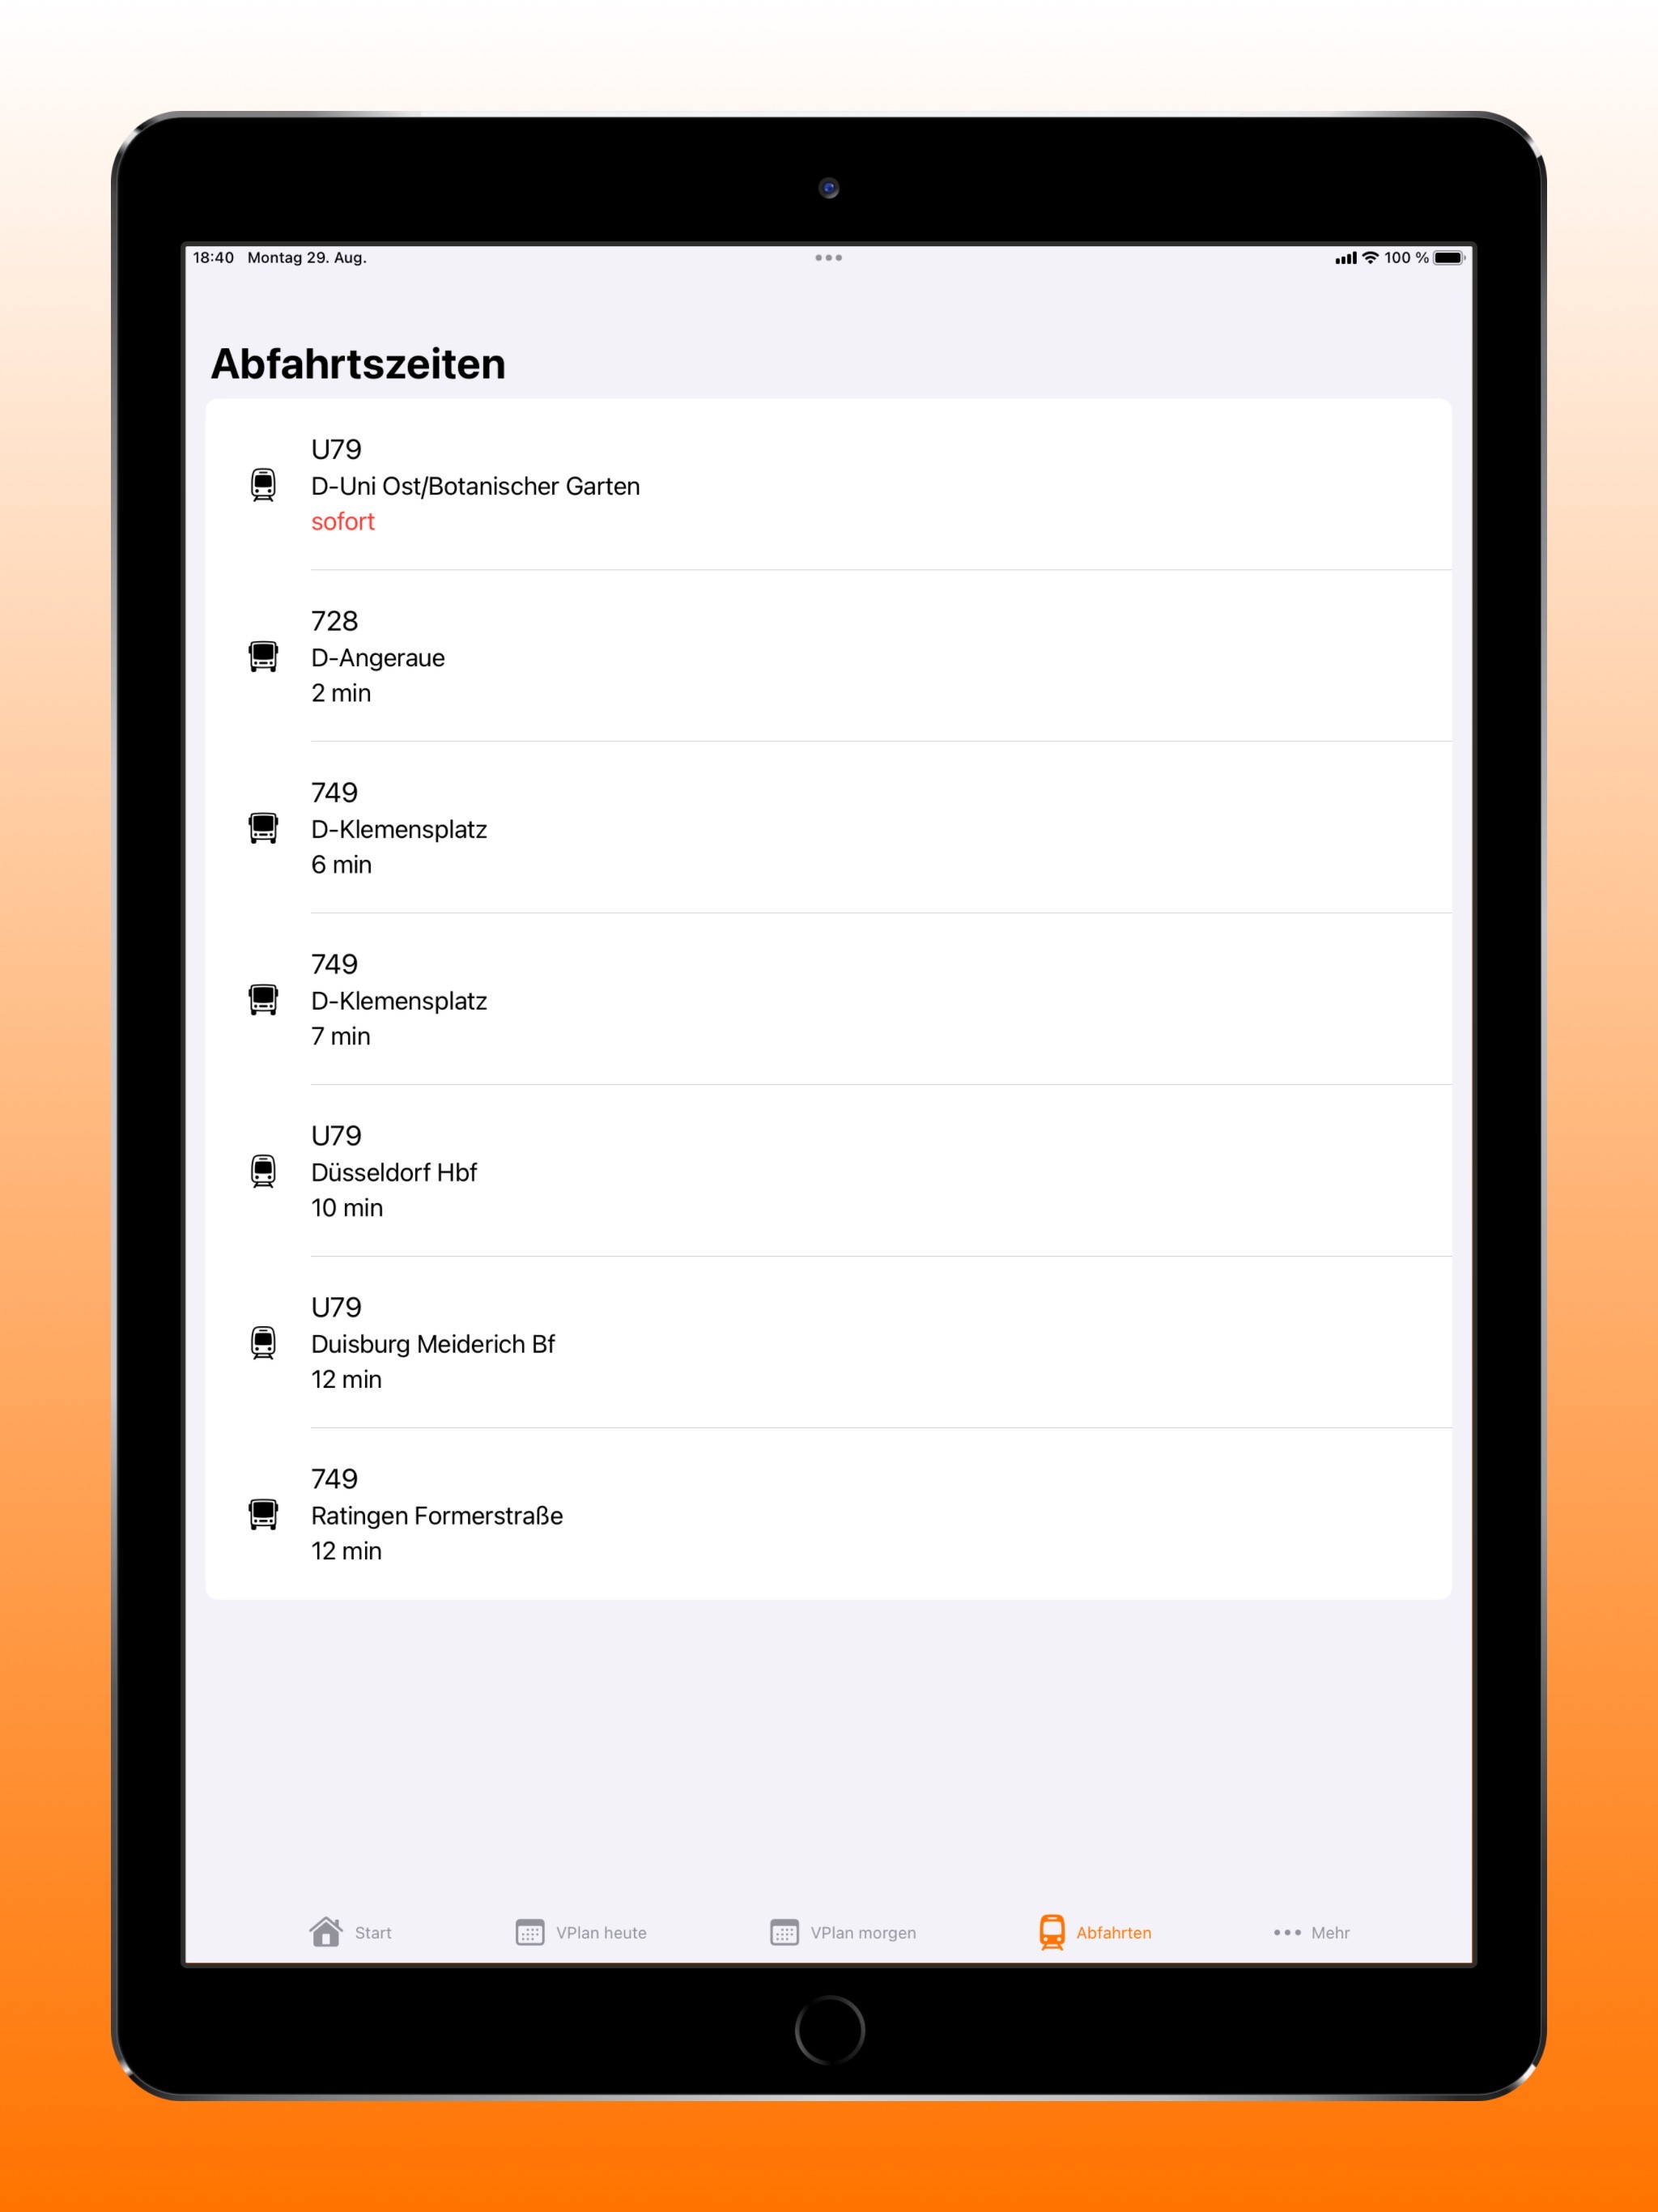 18:40 Montag 29. Aug.
100 %
Abfahrtszeiten
U79
D-Uni Ost/Botanischer Garten
sofort
728
D-Angeraue
2 min
749
D-Klemensplatz
6 min
749
D-Klemensplatz
7 min
U79
Düsseldorf Hbf
10 min
U79
Duisburg Meiderich Bf
12 min
749
Ratingen Formerstraße
12 min
Start
VPlan heute
VPlan morgen
Abfahrten
Mehr